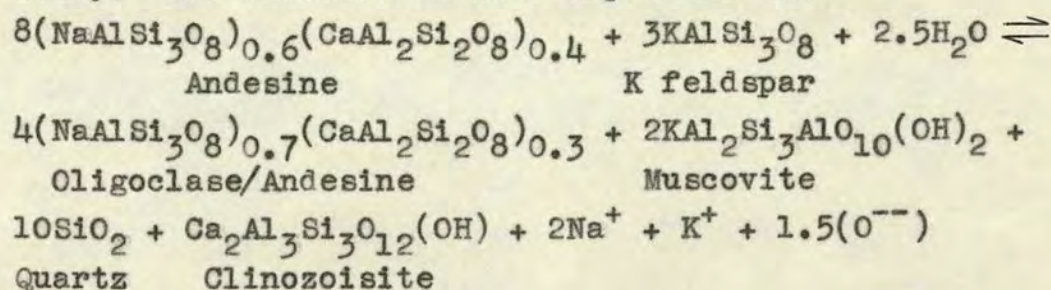 8(NaAlSi₃O₈)₀.₆(CaAl₂Si₂O₈)₀.₄ + 3KAlSi₃O₈ + 2.5H₂O ⇌
Andesine K feldspar
4(NaAlSi₃O₈)₀.₇(CaAl₂Si₂O₈)₀.₃ + 2KAl₂Si₃AlO₁₀(OH)₂ +
Oligoclase/Andesine Muscovite
10SiO₂ + Ca₂Al₃Si₃O₁₂(OH) + 2Na⁺ + K⁺ + 1.5(O⁻⁻)
Quartz Clinozoisite